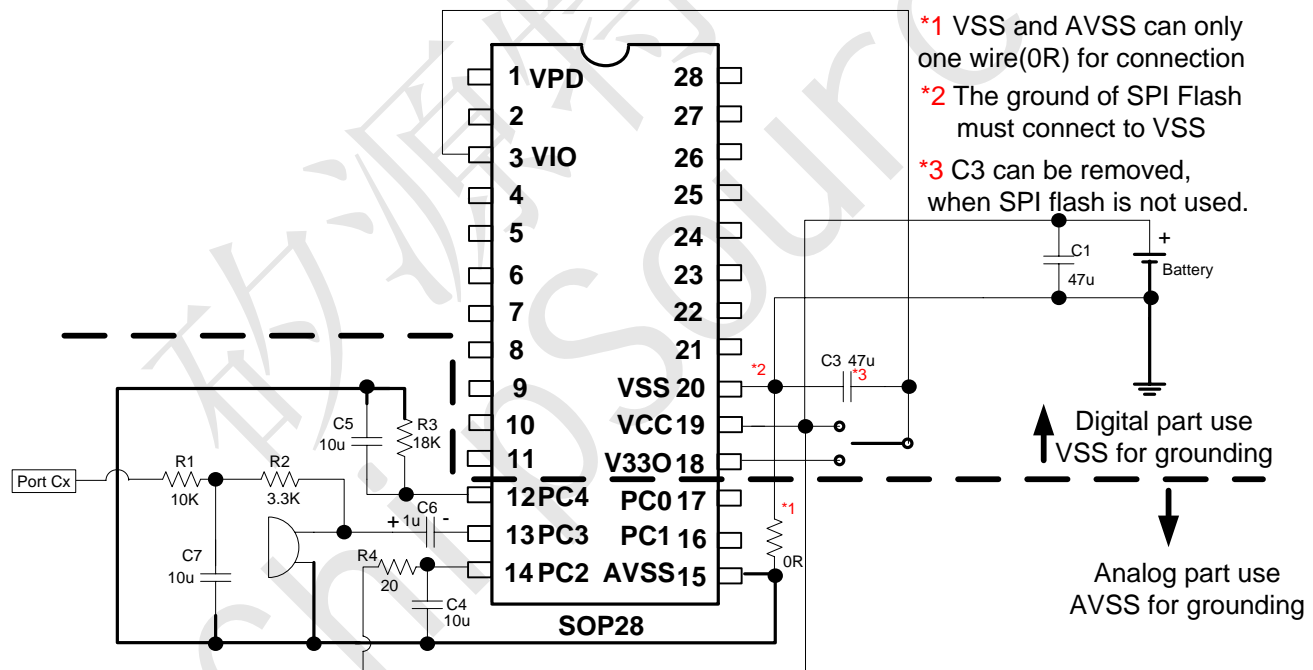 *1 VSS and AVSS can only
one wire(0R) for connection
*2 The ground of SPI Flash
must connect to VSS
*3 C3 can be removed,
when SPI flash is not used.
1 VPD
2
3 VIO
4
5
6
7
8
9
10
11
12 PC4
13 PC3
14 PC2
28
27
26
25
24
23
22
21
VSS 20
VCC 19
V33O 18
PC0 17
PC1 16
AVSS 15
SOP28
C1
47u
+
Battery
*2
C3 47u
*3
*1
0R
Digital part use
VSS for grounding
Analog part use
AVSS for grounding
Port Cx
R1
10K
R2
3.3K
C5
10u
R3
18K
C6
+ 1u -
C7
10u
R4
20
C4
10u
矽源特
ChipSourc